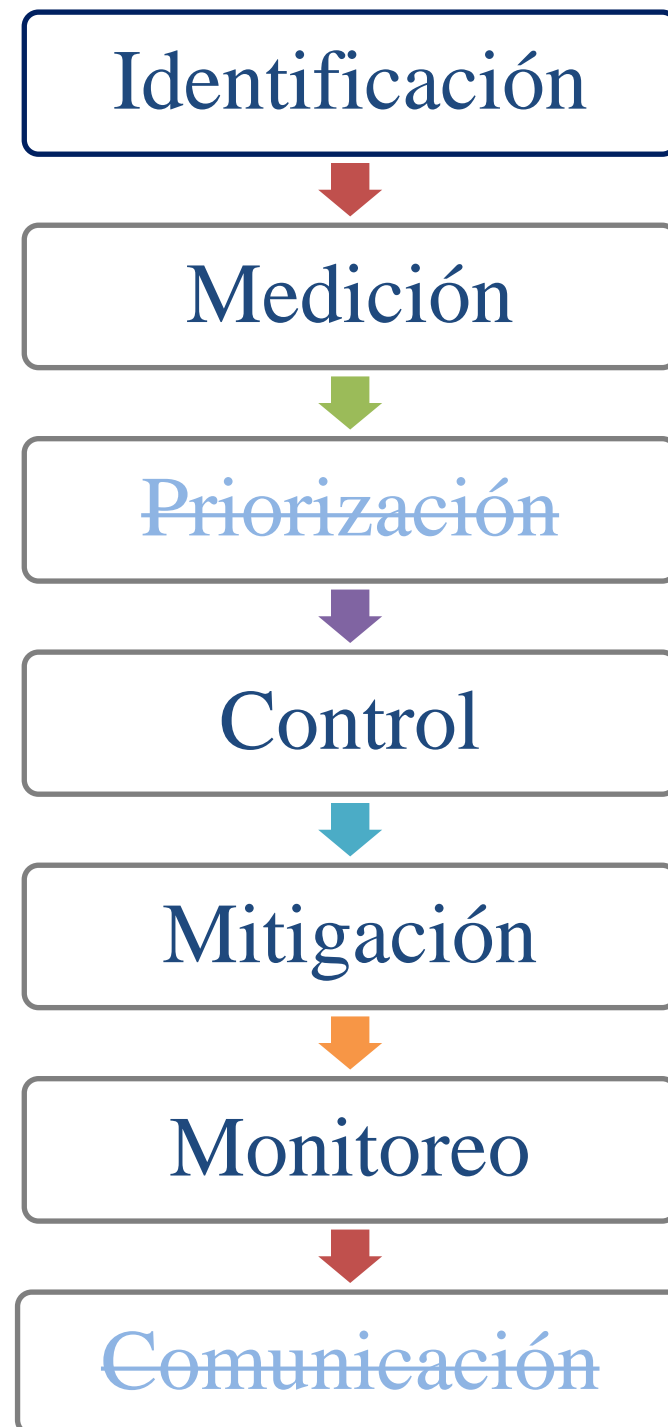 Identificación
Medición
Priorización
Control
Mitigación
Monitoreo
Comunicación